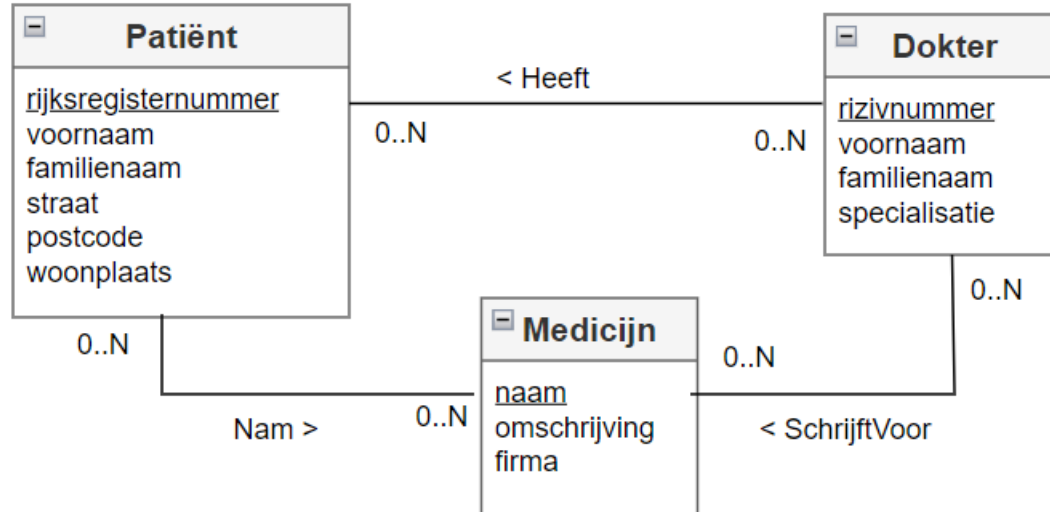 Patiënt
rijksregisternummer
voornaam
familienaam
straat
postcode
woonplaats
< Heeft
0..N
0..N
Dokter
rizivnummer
voornaam
familienaam
specialisatie
0..N
0..N
Nam >
0..N
Medicijn
naam
omschrijving
firma
0..N
< SchrijftVoor